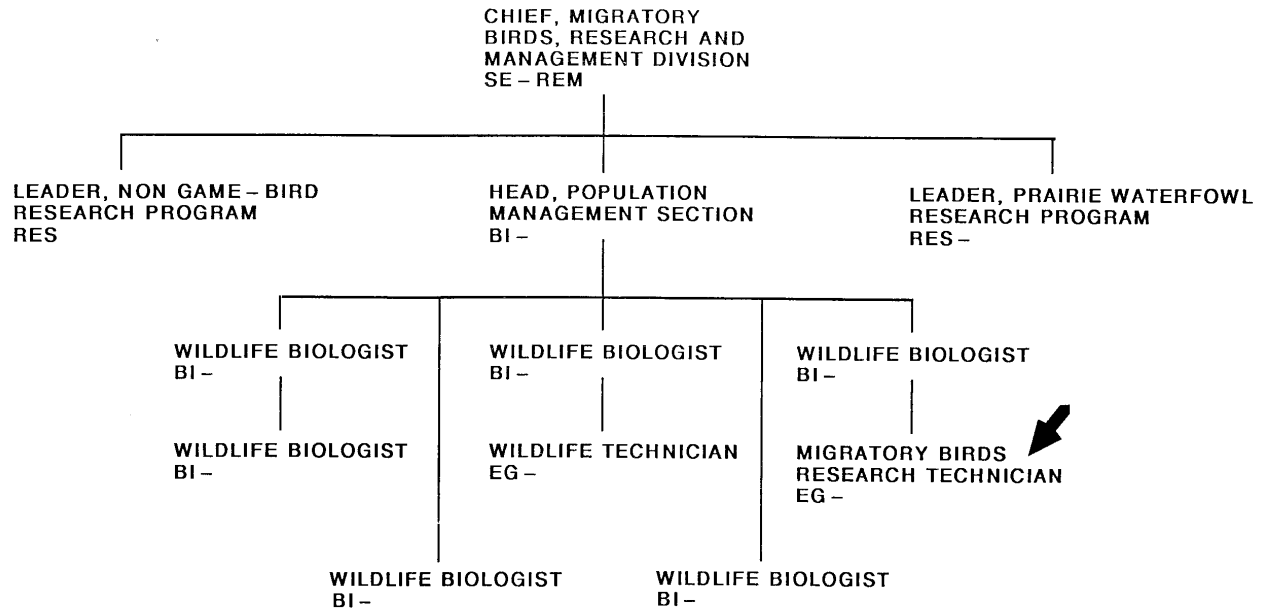 CHIEF, MIGRATORY
BIRDS, RESEARCH AND
MANAGEMENT DIVISION
SE – REM
LEADER, NON GAME – BIRD
RESEARCH PROGRAM
RES
HEAD, POPULATION
MANAGEMENT SECTION
BI –
LEADER, PRAIRIE WATERFOWL
RESEARCH PROGRAM
RES –
WILDLIFE BIOLOGIST
BI –
WILDLIFE BIOLOGIST
BI –
WILDLIFE BIOLOGIST
BI –
WILDLIFE BIOLOGIST
BI –
WILDLIFE TECHNICIAN
EG –
MIGRATORY BIRDS
RESEARCH TECHNICIAN
EG –
WILDLIFE BIOLOGIST
BI –
WILDLIFE BIOLOGIST
BI –